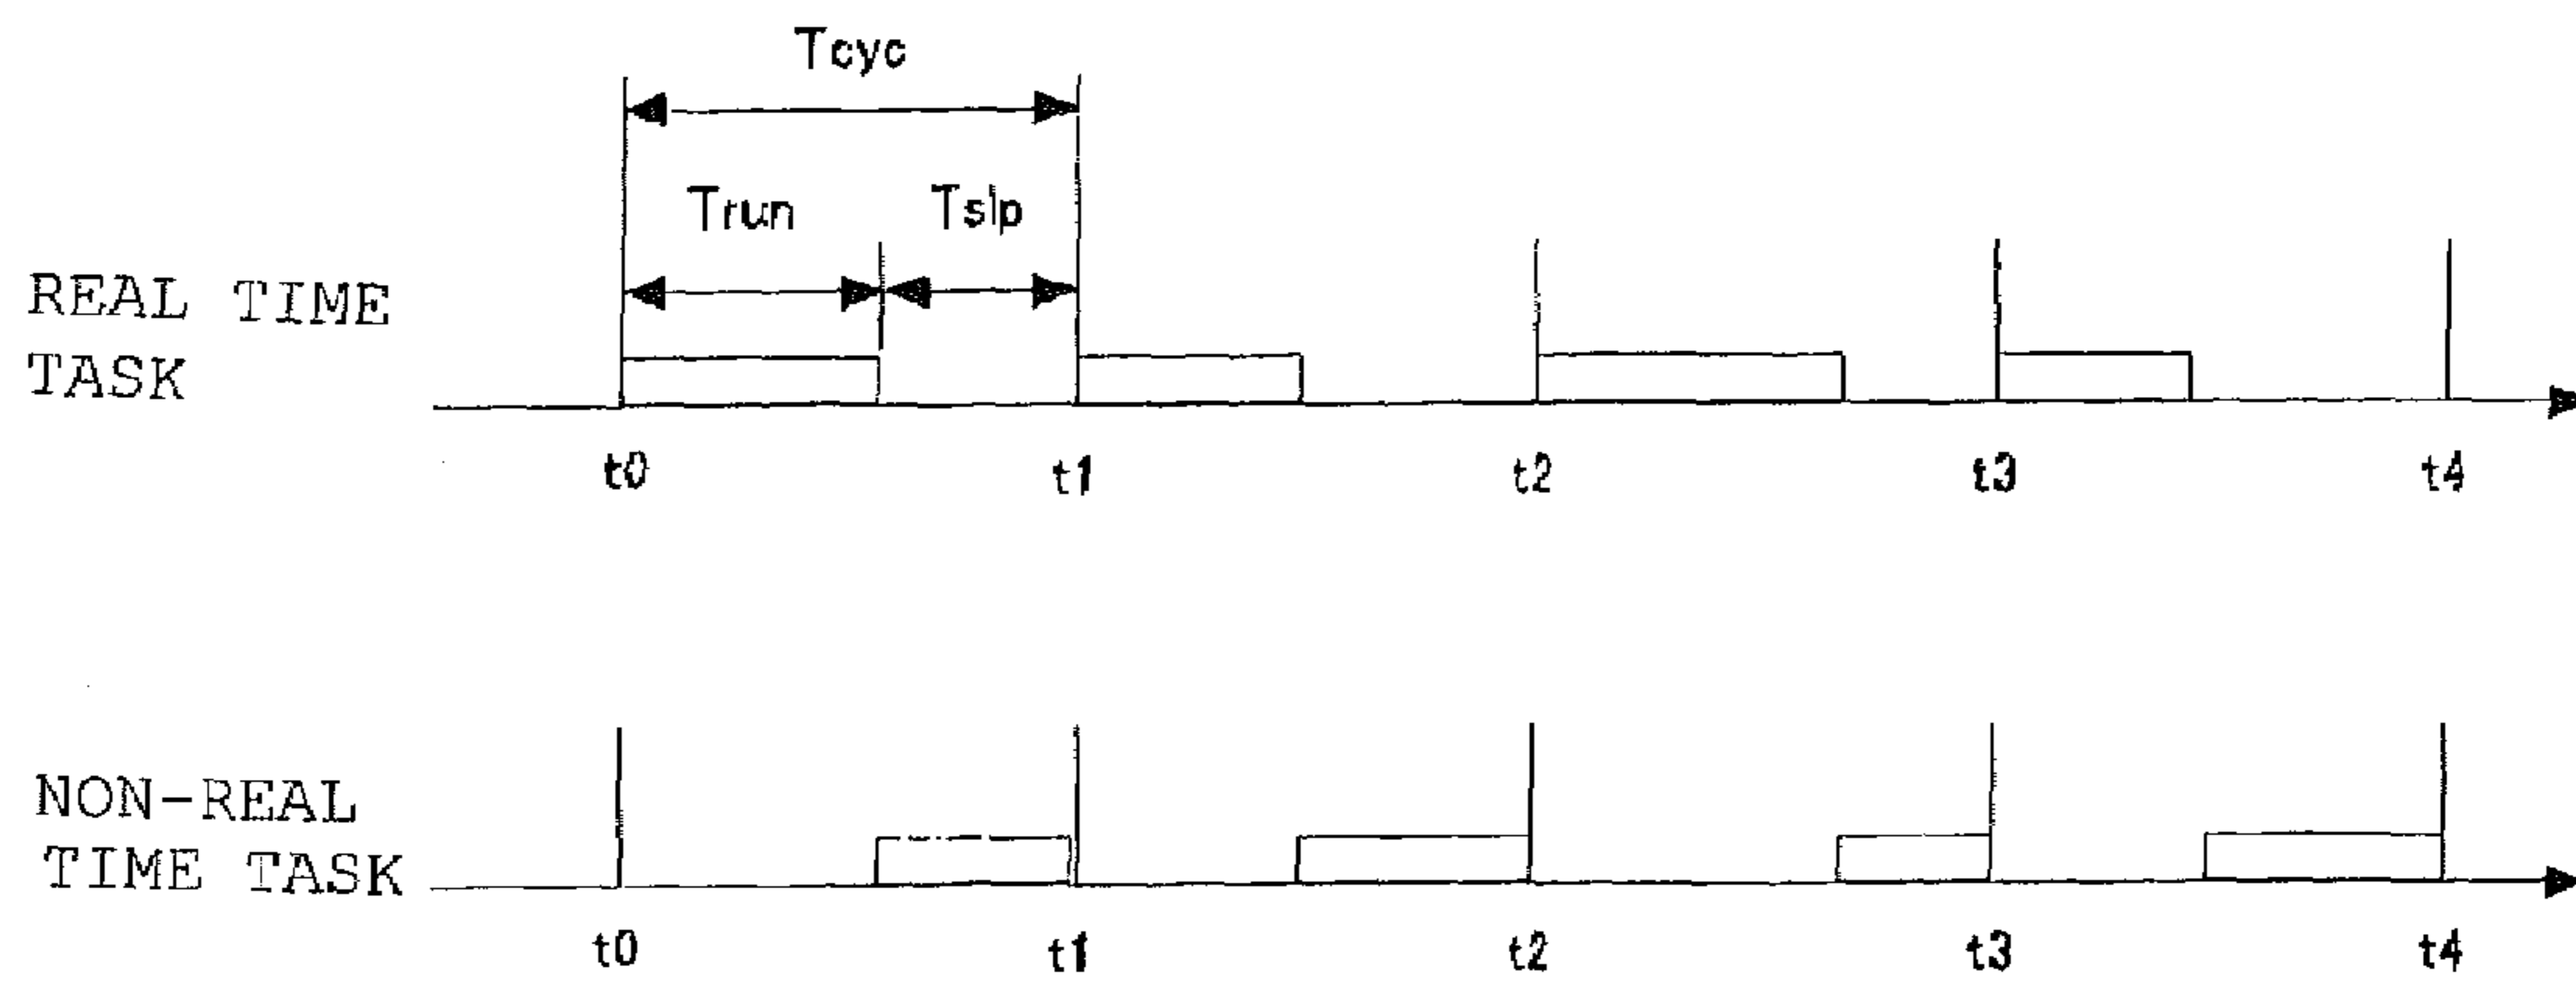 Tcyc
Trun
Tslp
REAL TIME
TASK
t0
t1
t2
t3
t4
NON-REAL
TIME TASK
t0
t1
t2
t3
t4